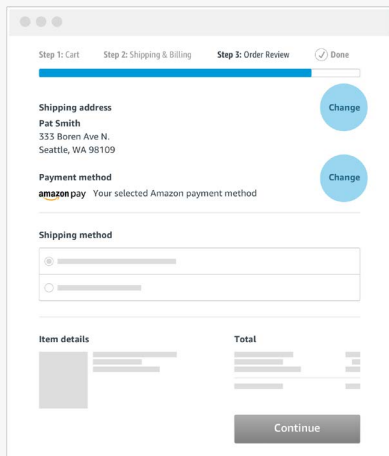 Step 1: Cart Step 2: Shipping & Billing Step 3: Order Review Done
Shipping address Change
Pat Smith
333 Boren Ave N.
Seattle, WA 98109
Payment method Change
amazon pay Your selected Amazon payment method
Shipping method
Item details Total
Continue